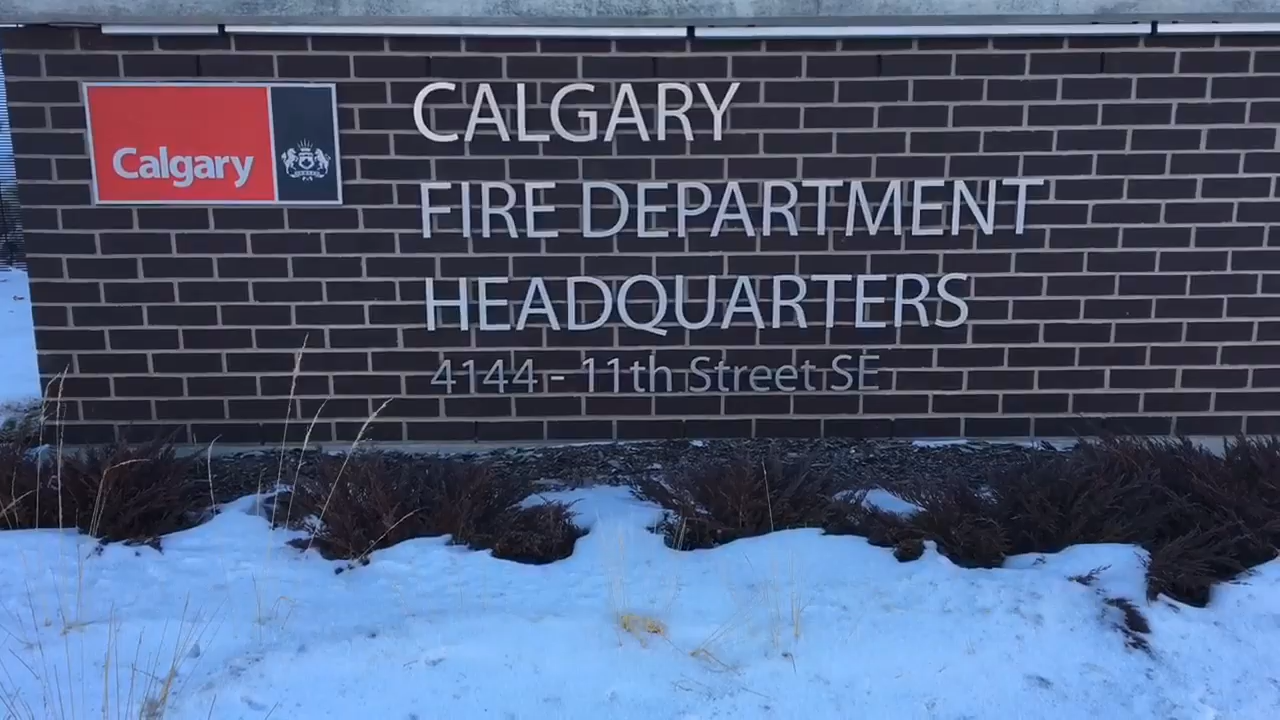 Calgary
CALGARY
FIRE DEPARTMENT
HEADQUARTERS
4144 - 11th Street SE